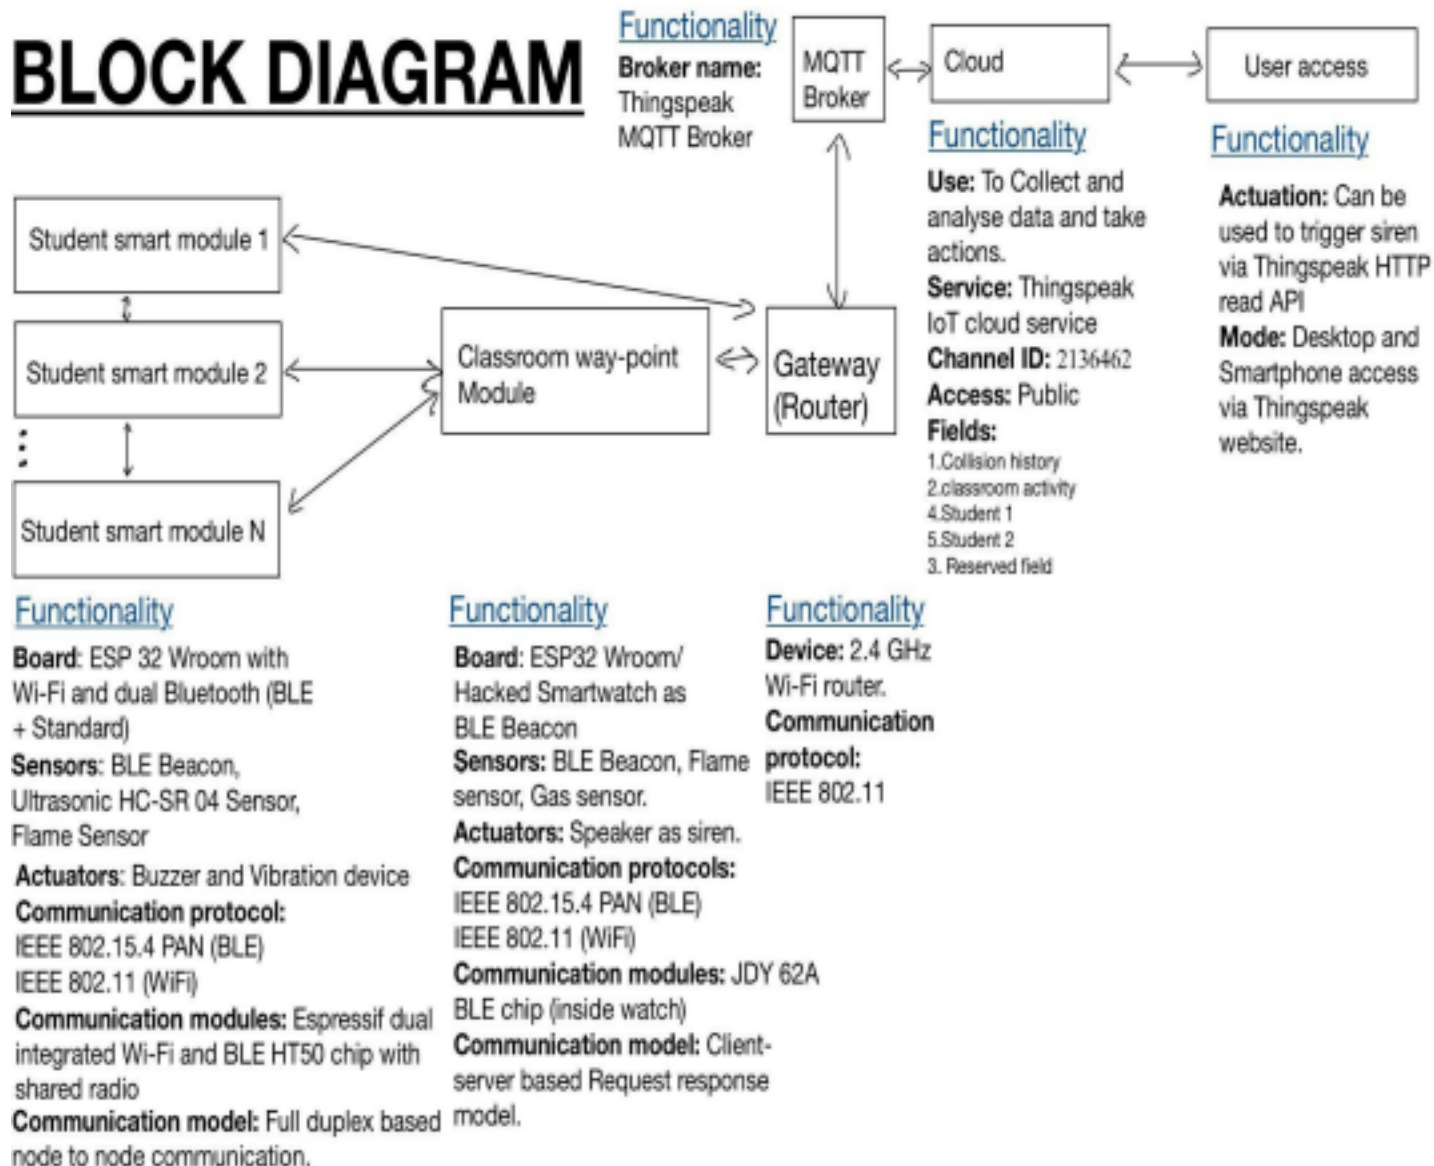 BLOCK DIAGRAM
Functionality
Broker name:
Thingspeak
MQTT Broker
MQTT
Broker
Cloud
User access
Functionality
Use: To Collect and
analyse data and take
actions.
Service: Thingspeak
IoT cloud service
Channel ID: 2136462
Access: Public
Fields:
1.Collision history
2.classroom activity
4.Student 1
5.Student 2
3. Reserved field
Functionality
Actuation: Can be
used to trigger siren
via Thingspeak HTTP
read API
Mode: Desktop and
Smartphone access
via Thingspeak
website.
Student smart module 1
Student smart module 2
Student smart module N
Classroom way-point
Module
Gateway
(Router)
Functionality
Board: ESP 32 Wroom with
Wi-Fi and dual Bluetooth (BLE
+ Standard)
Sensors: BLE Beacon,
Ultrasonic HC-SR 04 Sensor,
Flame Sensor
Actuators: Buzzer and Vibration device
Communication protocol:
IEEE 802.15.4 PAN (BLE)
IEEE 802.11 (WiFi)
Communication modules: Espressif dual
integrated Wi-Fi and BLE HT50 chip with
shared radio
Communication model: Full duplex based
node to node communication.
Functionality
Board: ESP32 Wroom/
Hacked Smartwatch as
BLE Beacon
Sensors: BLE Beacon, Flame
sensor, Gas sensor.
Actuators: Speaker as siren.
Communication protocols:
IEEE 802.15.4 PAN (BLE)
IEEE 802.11 (WiFi)
Communication modules: JDY 62A
BLE chip (inside watch)
Communication model: Client-
server based Request response
model.
Functionality
Device: 2.4 GHz
Wi-Fi router.
Communication
protocol:
IEEE 802.11